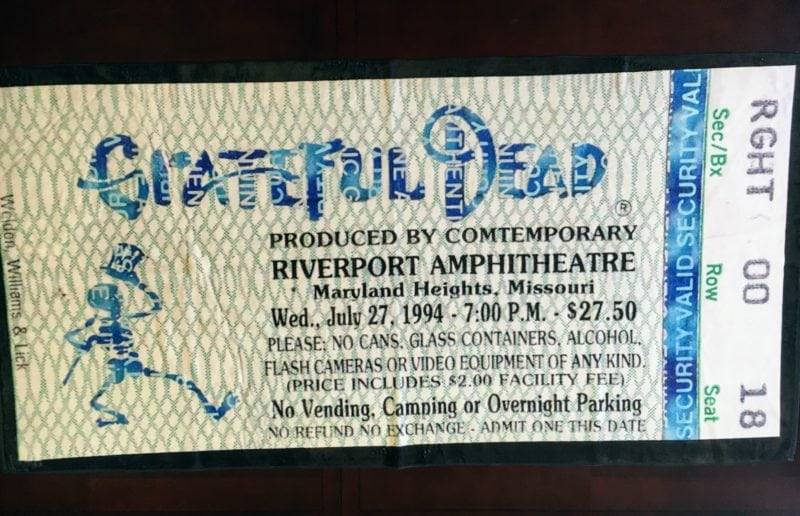 GRATEFUL DEAD
®
PRODUCED BY COMTEMPORARY
RIVERPORT AMPHITHEATRE
Maryland Heights, Missouri
Wed., July 27, 1994 - 7:00 P.M. - $27.50
PLEASE: NO CANS, GLASS CONTAINERS, ALCOHOL,
FLASH CAMERAS OR VIDEO EQUIPMENT OF ANY KIND.
(PRICE INCLUDES $2.00 FACILITY FEE)
No Vending, Camping or Overnight Parking
NO REFUND NO EXCHANGE - ADMIT ONE THIS DATE
Weldon, Williams & Lick
SECURITY VALID SECURITY VALI
Sec/Bx Row Seat
RGHT 00 18